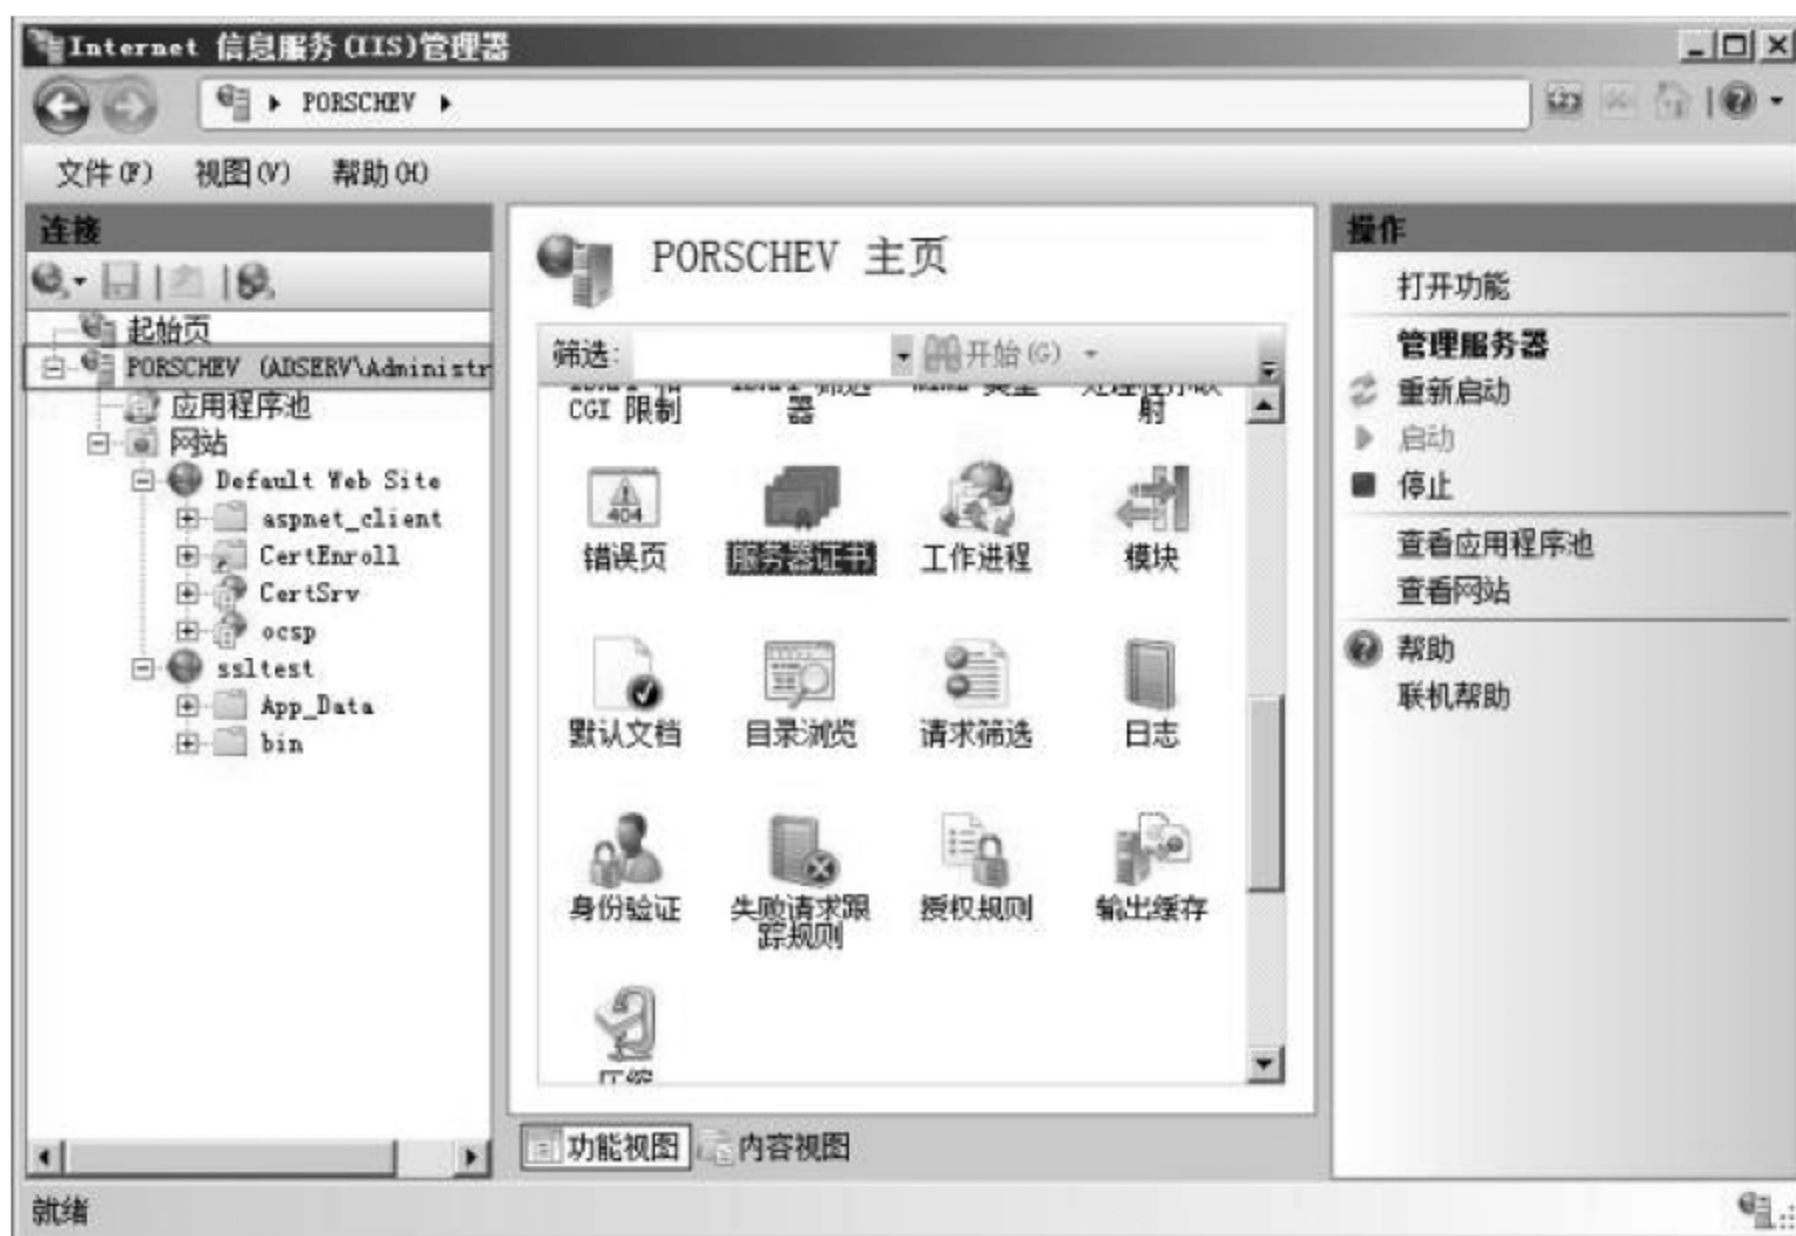 Internet 信息服务(IIS)管理器
PORSCHEV
文件(F) 视图(V) 帮助(H)
连接
起始页
PORSCHEV (ADSERV\Administr
应用程序池
网站
Default Web Site
aspnet_client
CertEnroll
CertSrv
ocsp
ssltest
App_Data
bin
PORSCHEV 主页
筛选: 开始(G)
CGI 限制 器 射
错误页 服务器证书 工作进程 模块
404
默认文档 目录浏览 请求筛选 日志
身份验证 失败请求跟 授权规则 输出缓存
踪规则
功能视图 内容视图
操作
打开功能
管理服务器
重新启动
启动
停止
查看应用程序池
查看网站
帮助
联机帮助
就绪